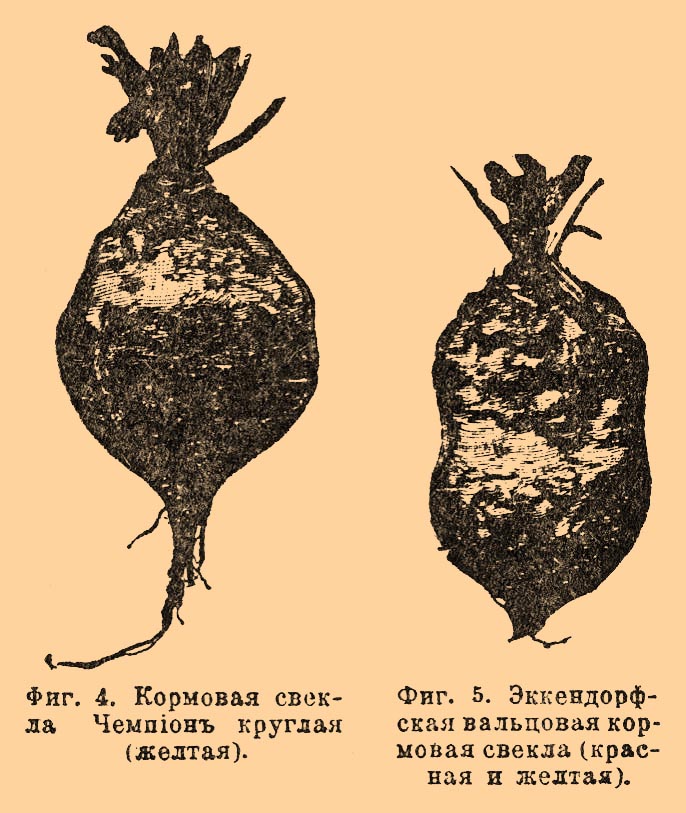 Фиг. 4. Кормовая свек-
ла Чемпіонъ круглая
(желтая).
Фиг. 5. Эккендорф-
ская вальцовая кор-
мовая свекла (крас-
ная и желтая).